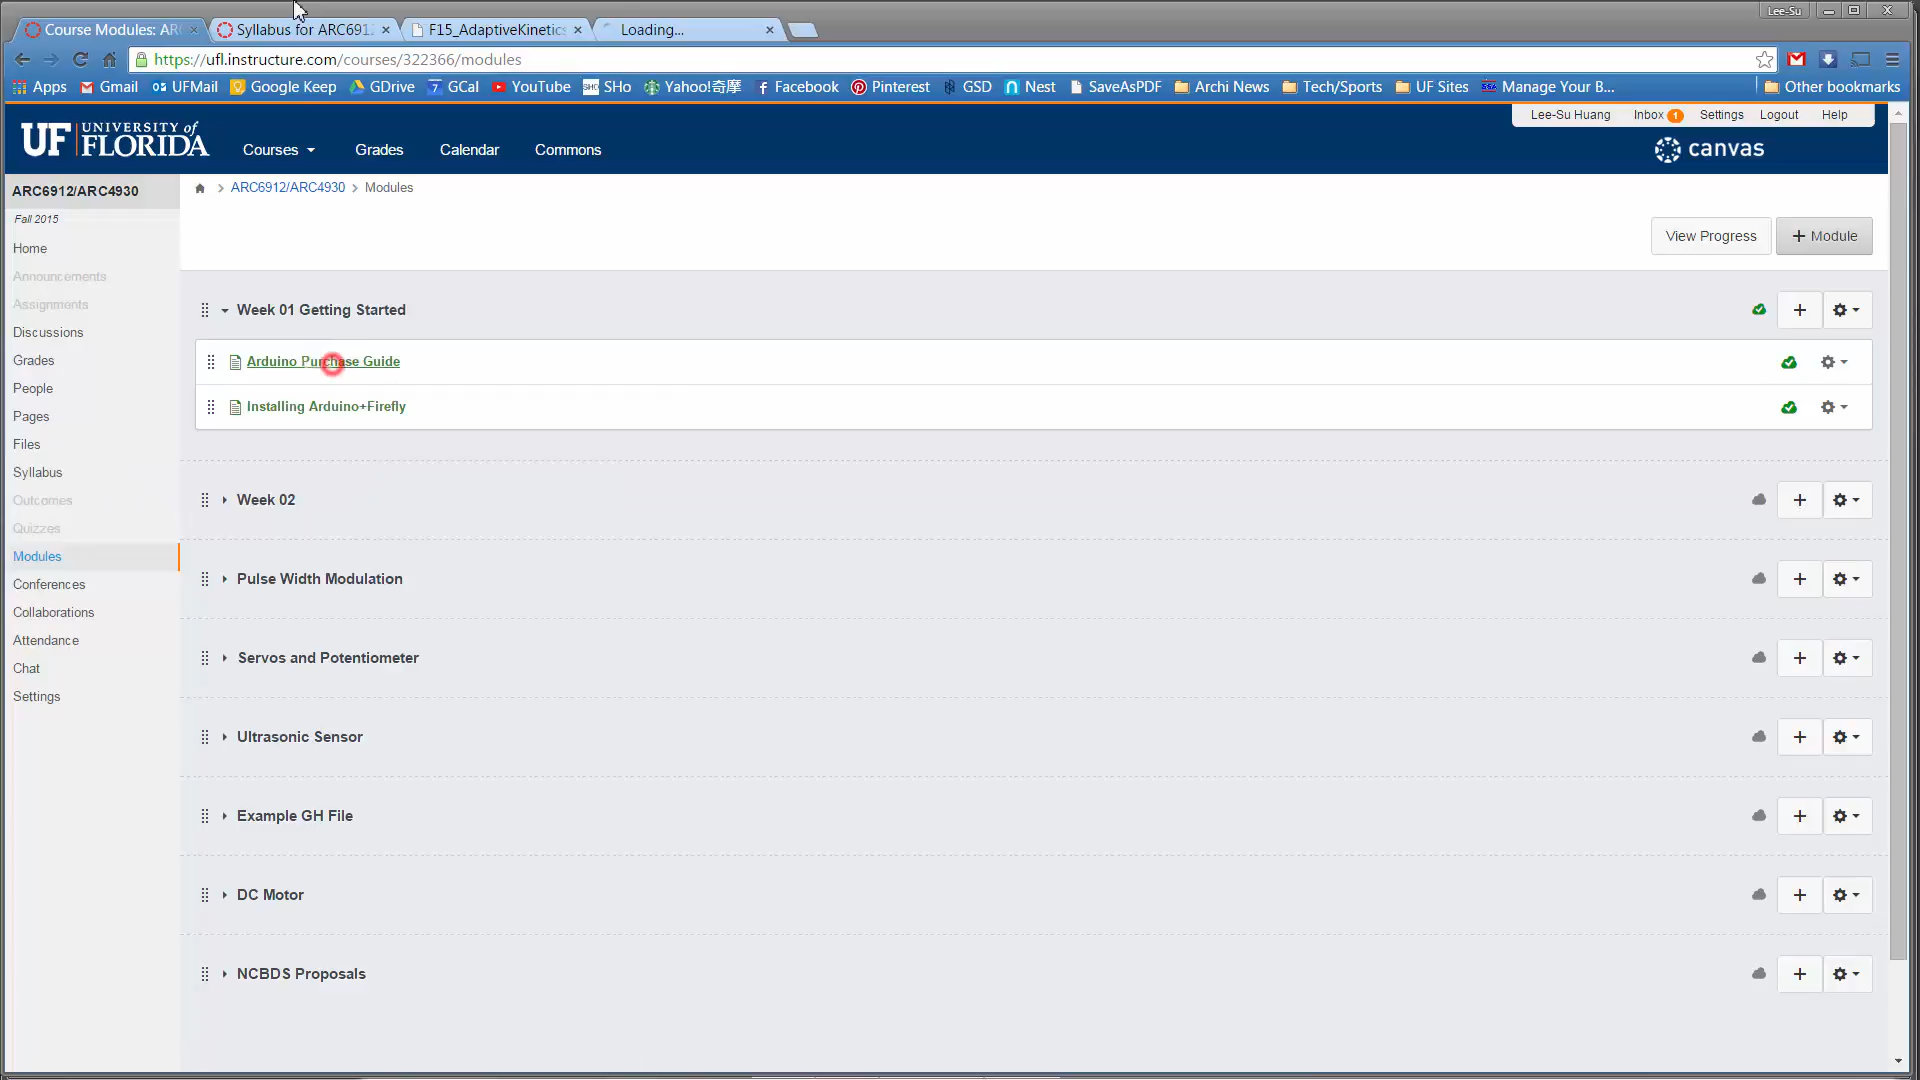 Lee-Su
Course Modules: ARC
Syllabus for ARC6912
F15_AdaptiveKinetics
Loading...
https://ufl.instructure.com/courses/322366/modules
Apps Gmail UFMail Google Keep GDrive GCal YouTube SHo Yahoo!奇摩 Facebook Pinterest GSD Nest SaveAsPDF Archi News Tech/Sports UF Sites Manage Your B... Other bookmarks
Lee-Su Huang Inbox 1 Settings Logout Help
UF UNIVERSITY of FLORIDA
Courses Grades Calendar Commons
canvas
ARC6912/ARC4930
ARC6912/ARC4930 > Modules
Fall 2015
View Progress
+ Module
Home
Announcements
Assignments
Discussions
Grades
People
Pages
Files
Syllabus
Outcomes
Quizzes
Modules
Conferences
Collaborations
Attendance
Chat
Settings
Week 01 Getting Started
Arduino Purchase Guide
Installing Arduino+Firefly
Week 02
Pulse Width Modulation
Servos and Potentiometer
Ultrasonic Sensor
Example GH File
DC Motor
NCBDS Proposals